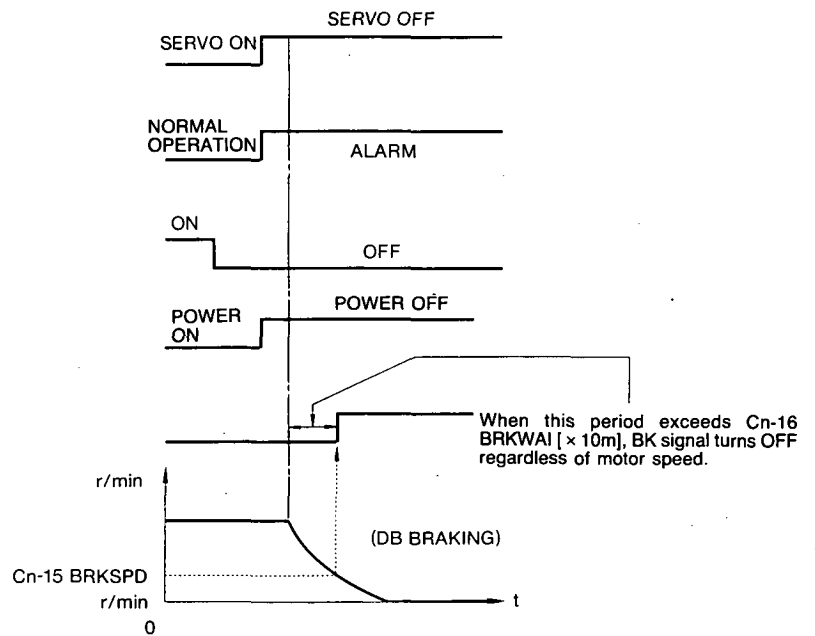 SERVO OFF
SERVO ON
NORMAL
OPERATION
ALARM
ON
OFF
POWER OFF
POWER
ON
When this period exceeds Cn-16
BRKWAI [ × 10m], BK signal turns OFF
regardless of motor speed.
r/min
(DB BRAKING)
Cn-15 BRKSPD
r/min
t
0